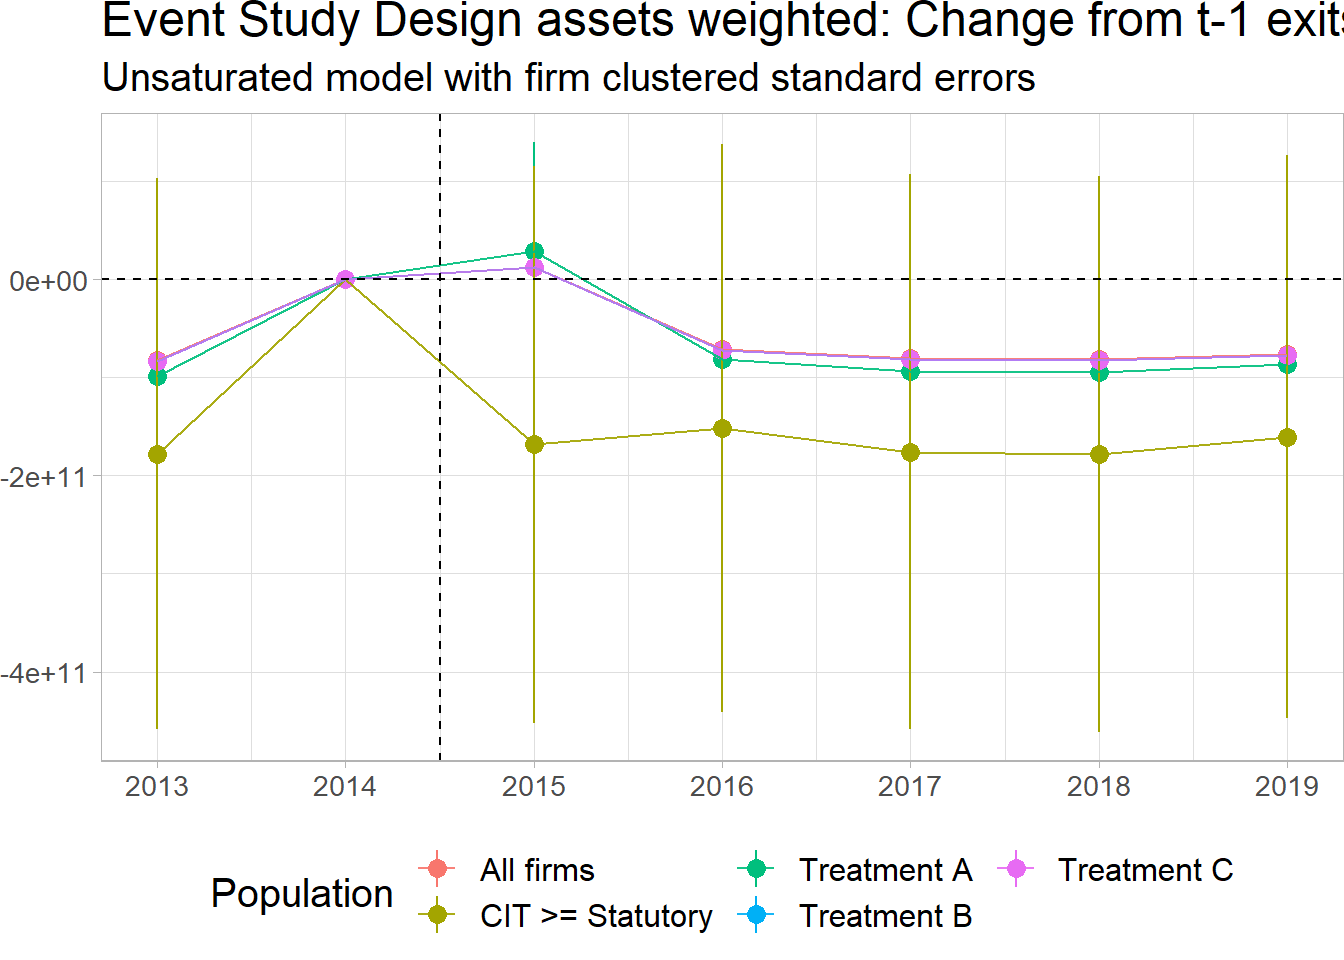 Event Study Design assets weighted: Change from t-1 exits
Unsaturated model with firm clustered standard errors
0e+00
-2e+11
-4e+11
2013 2014 2015 2016 2017 2018 2019
Population
All firms
CIT >= Statutory
Treatment A
Treatment B
Treatment C